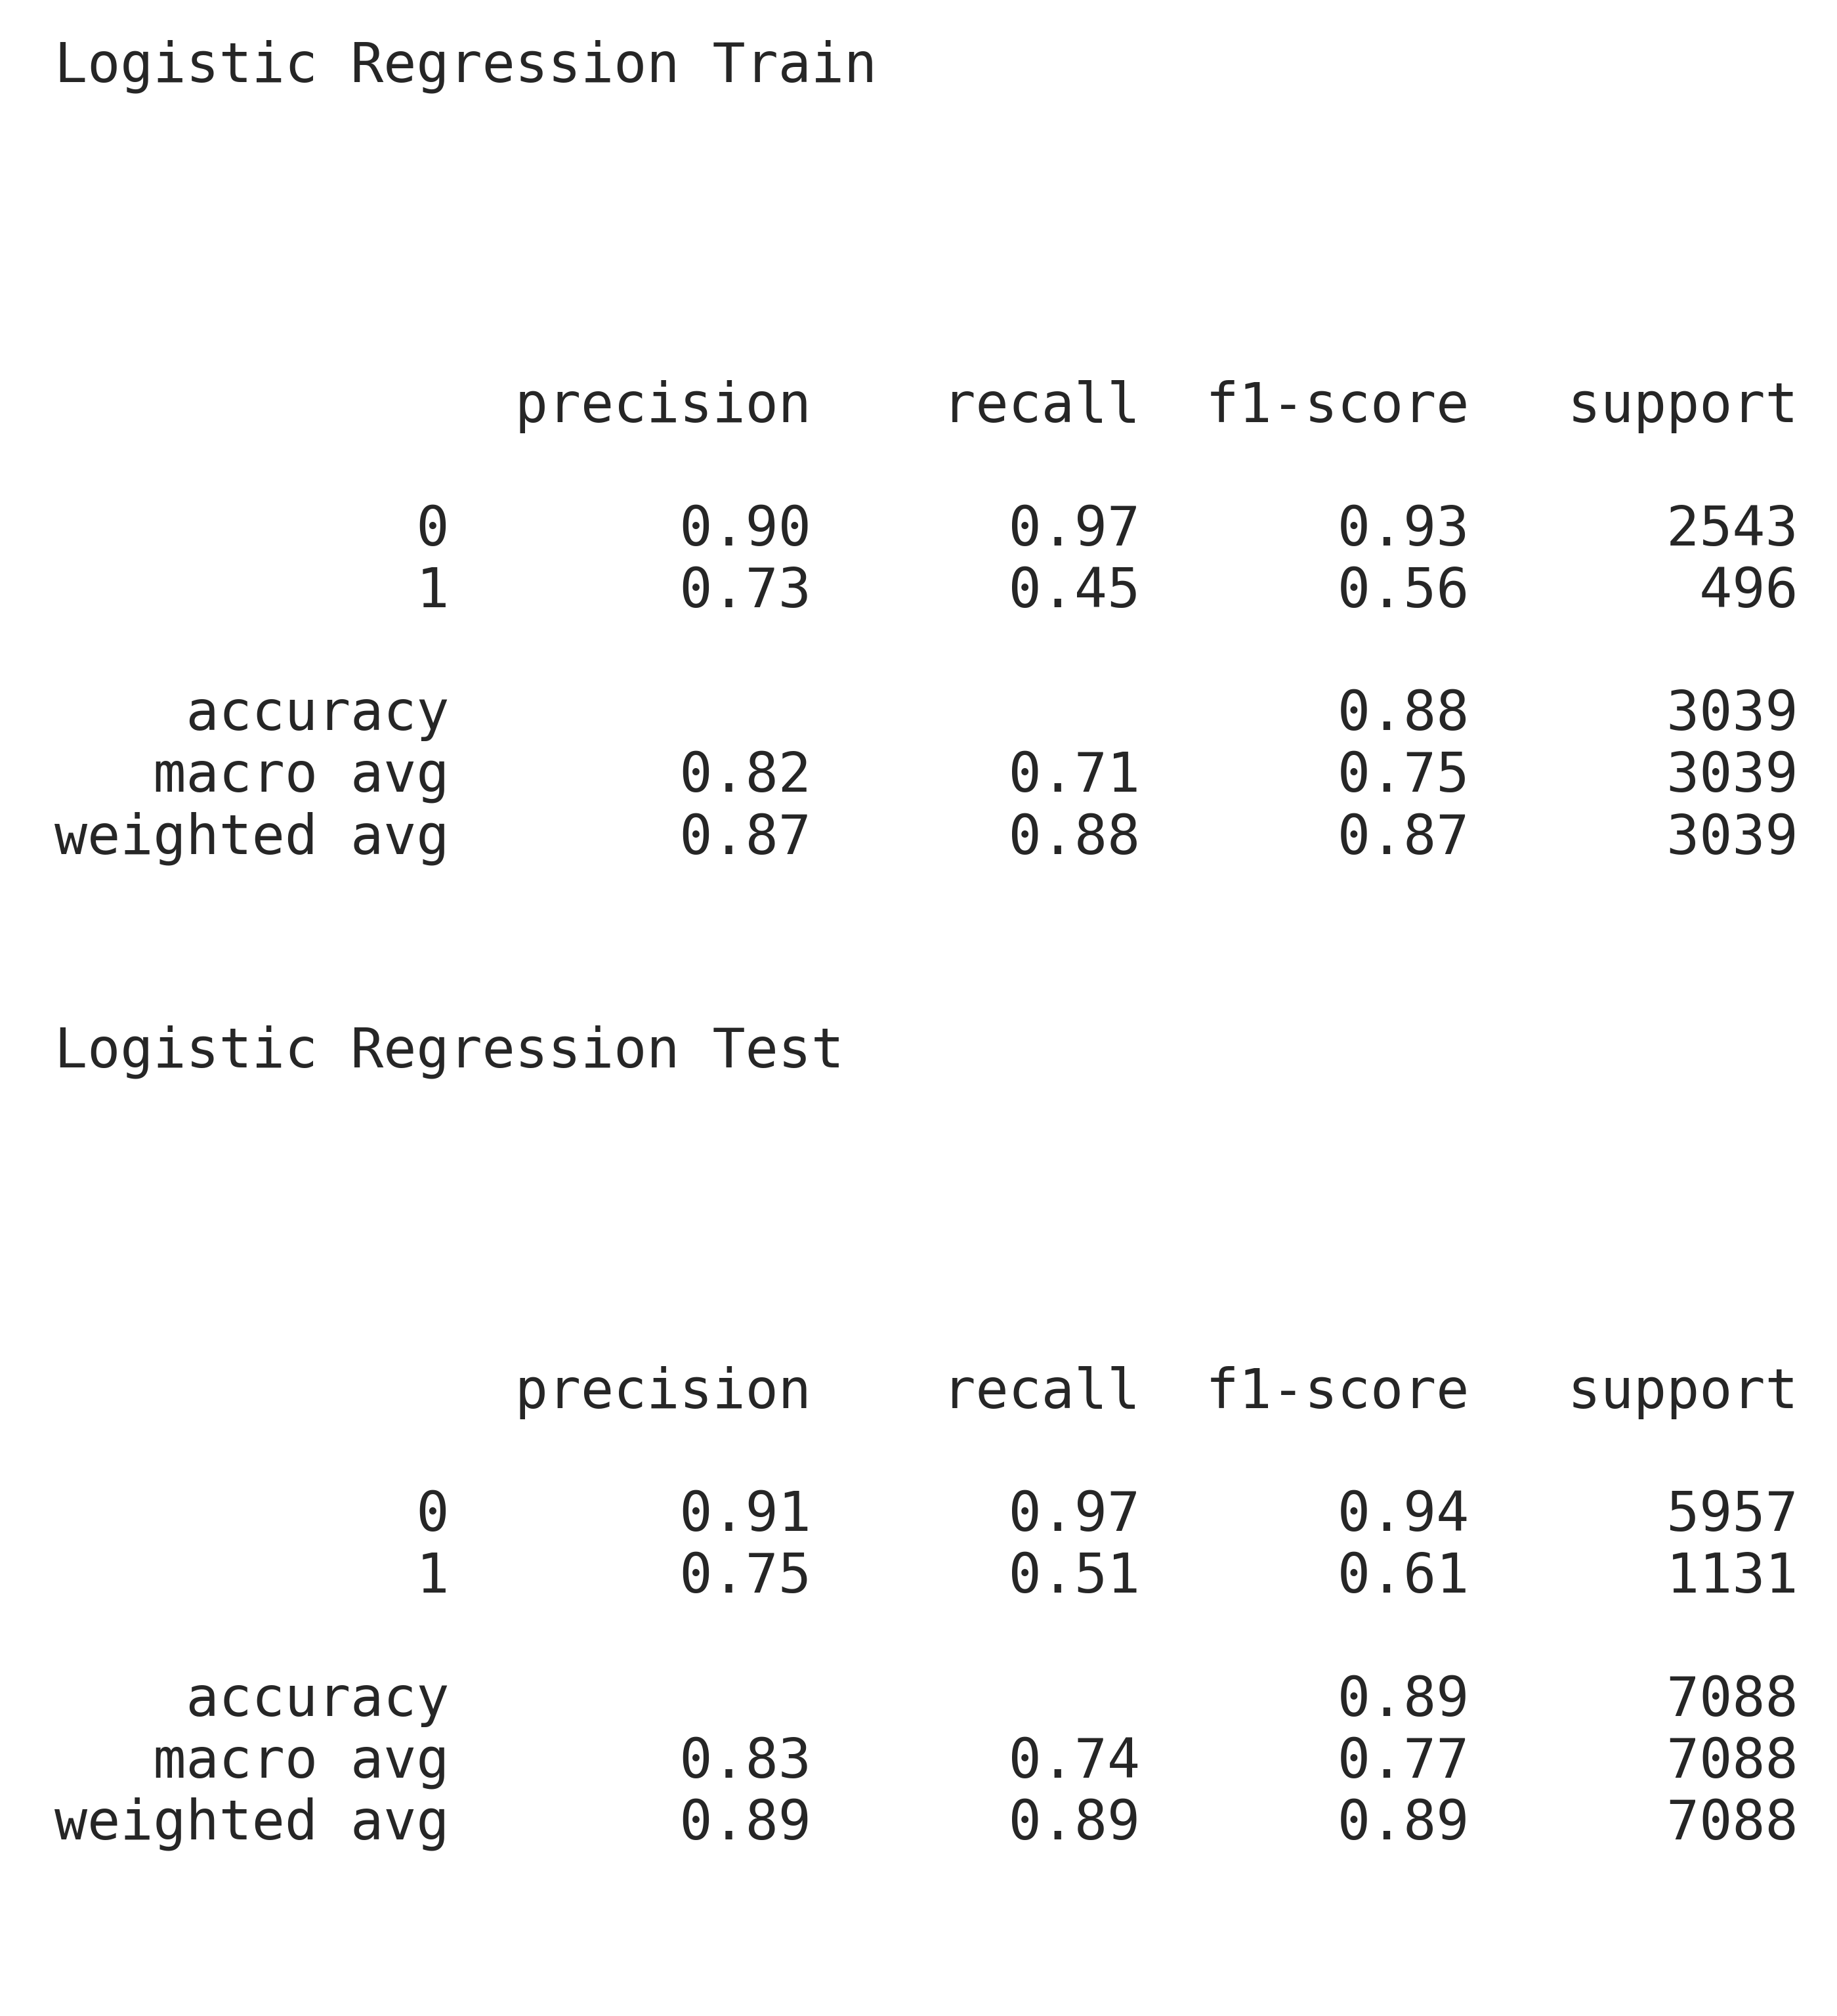 Logistic Regression Train
precision recall f1-score support
0 0.90 0.97 0.93 2543
1 0.73 0.45 0.56 496
accuracy 0.88 3039
macro avg 0.82 0.71 0.75 3039
weighted avg 0.87 0.88 0.87 3039
Logistic Regression Test
precision recall f1-score support
0 0.91 0.97 0.94 5957
1 0.75 0.51 0.61 1131
accuracy 0.89 7088
macro avg 0.83 0.74 0.77 7088
weighted avg 0.89 0.89 0.89 7088